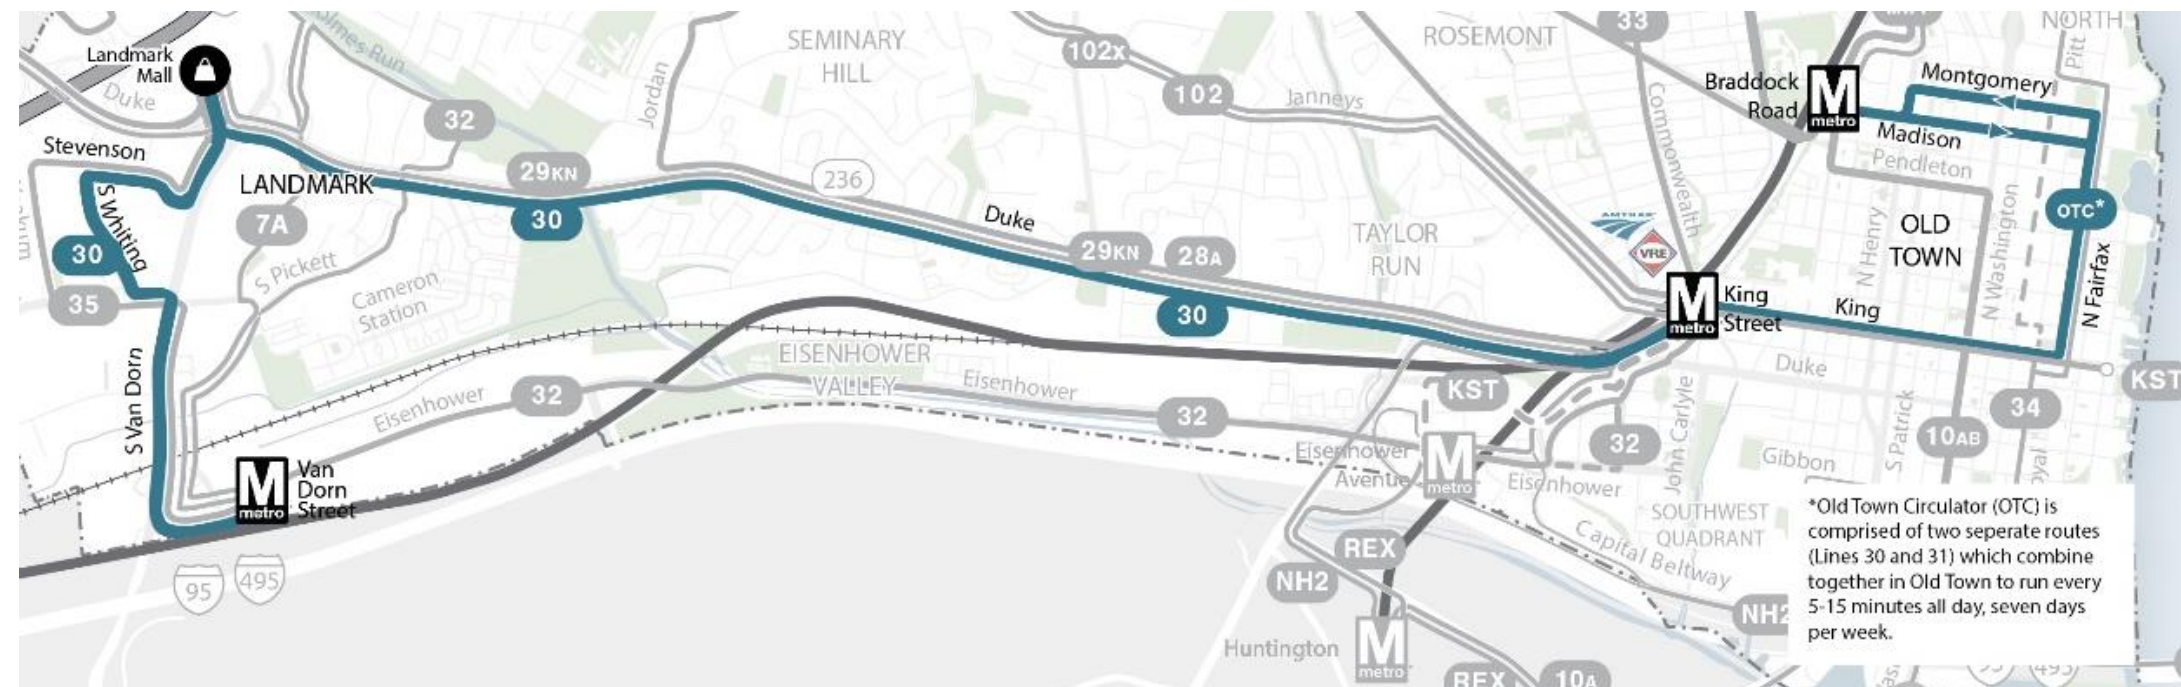 Landmark
Mall
Duke
Stevenson
S Whiting
30
35
S Van Dorn
LANDMARK
7A
S Pickett
Cameron
Station
Holmes Run
32
29KN
30
Jordan
SEMINARY
HILL
236
Duke
102X
102
Janneys
29KN
28A
30
TAYLOR
RUN
ROSEMONT
33
Commonwealth
AMTRAK
VRE
M
metro
King
Street
Braddock
Road
M
metro
Montgomery
Madison
Pendleton
NORTH
Pitt
OTC*
N Fairfax
OLD
TOWN
N Henry
N Washington
King
Duke
KST
34
10AB
S Patrick
Gibbon
John Carlyle
32
KST
Eisenhower
Avenue
M
metro
Eisenhower
SOUTHWEST
QUADRANT
Capital Beltway
EISENHOWER
VALLEY
Eisenhower
32
Eisenhower
32
M
metro
Van
Dorn
Street
95
495
REX
NH2
Huntington
M
metro
REX
10A
NH2
*Old Town Circulator (OTC) is
comprised of two seperate routes
(Lines 30 and 31) which combine
together in Old Town to run every
5-15 minutes all day, seven days
per week.
95
495